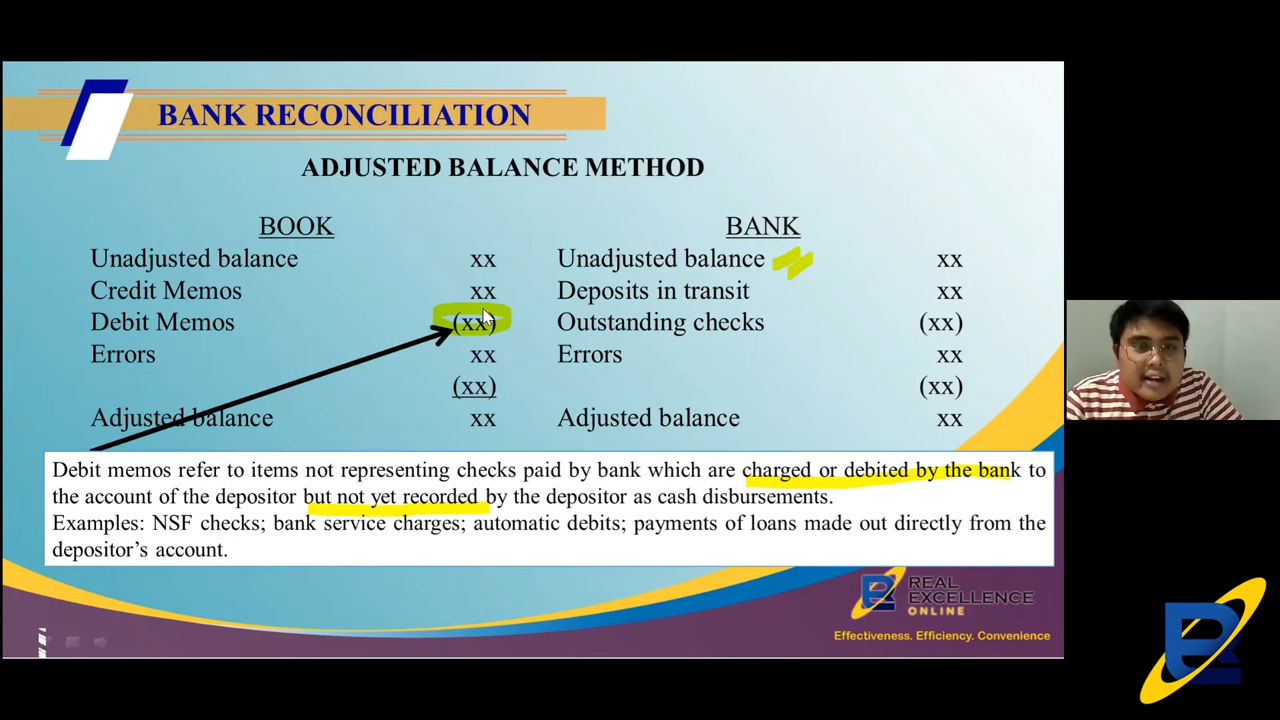 BANK RECONCILIATION
ADJUSTED BALANCE METHOD
BOOK
Unadjusted balance xx
Credit Memos xx
Debit Memos (xx)
Errors xx
(xx)
Adjusted balance xx
BANK
Unadjusted balance xx
Deposits in transit xx
Outstanding checks (xx)
Errors xx
(xx)
Adjusted balance xx
Debit memos refer to items not representing checks paid by bank which are charged or debited by the bank to
the account of the depositor but not yet recorded by the depositor as cash disbursements.
Examples: NSF checks; bank service charges; automatic debits; payments of loans made out directly from the
depositor's account.
REAL
EXCELLENCE
ONLINE
Effectiveness. Efficiency. Convenience